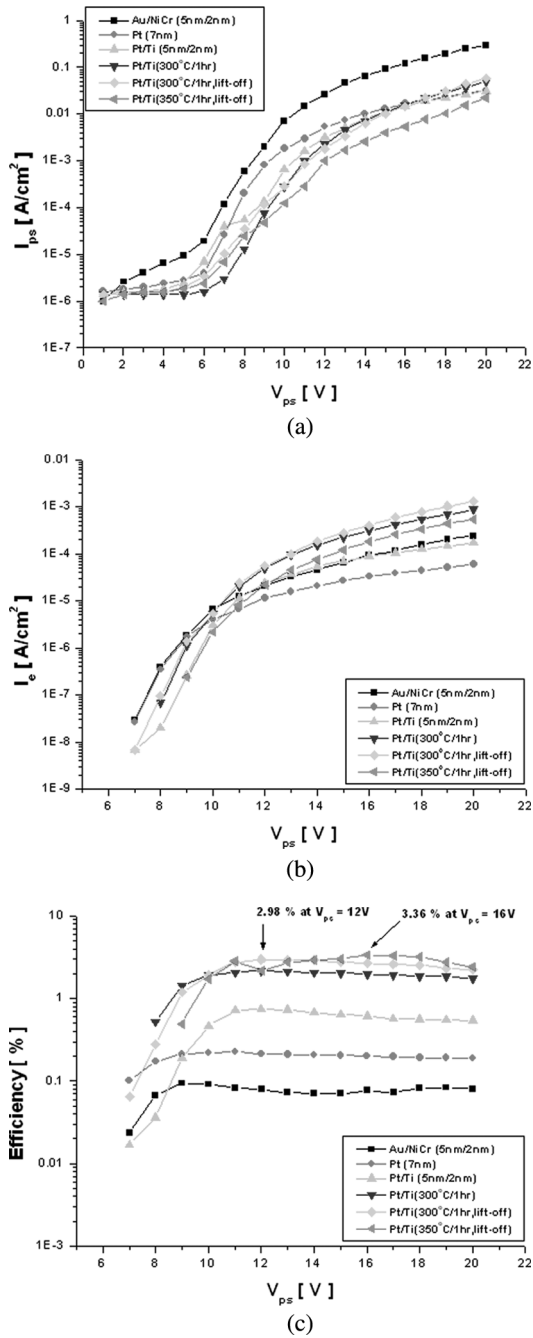 Au/NiCr (5nm/2nm)
Pt (7nm)
Pt/Ti (5nm/2nm)
Pt/Ti(300°C/1hr)
Pt/Ti(300°C/1hr,lift-off)
Pt/Ti(350°C/1hr,lift-off)
1
0.1
0.01
1E-3
1E-4
1E-5
1E-6
1E-7
I_ps [ A/cm²]
0 2 4 6 8 10 12 14 16 18 20 22
V_ps [ V ]
(a)
0.01
1E-3
1E-4
1E-5
1E-6
1E-7
1E-8
1E-9
I_e [ A/cm²]
Au/NiCr (5nm/2nm)
Pt (7nm)
Pt/Ti (5nm/2nm)
Pt/Ti(300°C/1hr)
Pt/Ti(300°C/1hr,lift-off)
Pt/Ti(350°C/1hr,lift-off)
6 8 10 12 14 16 18 20 22
V_ps [ V ]
(b)
2.98 % at V_ps = 12V
3.36 % at V_ps = 16V
10
1
0.1
0.01
1E-3
Efficiency [ % ]
Au/NiCr (5nm/2nm)
Pt (7nm)
Pt/Ti (5nm/2nm)
Pt/Ti(300°C/1hr)
Pt/Ti(300°C/1hr,lift-off)
Pt/Ti(350°C/1hr,lift-off)
6 8 10 12 14 16 18 20 22
V_ps [ V ]
(c)